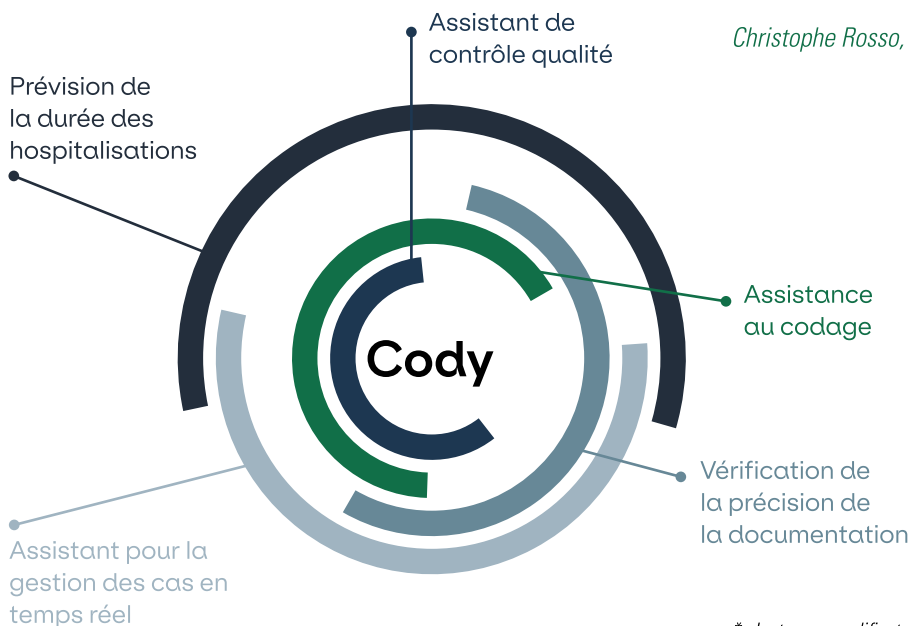 Assistant de
contrôle qualité
Christophe Rosso,
Prévision de
la durée des
hospitalisations
Assistance
au codage
Cody
Vérification de
la précision de
la documentation
Assistant pour la
gestion des cas en
temps réel